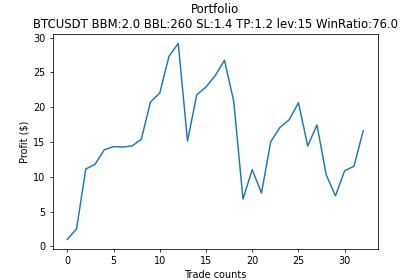 Portfolio
BTCUSDT BBM:2.0 BBL:260 SL:1.4 TP:1.2 lev:15 WinRatio:76.0
30
25
20
15
10
5
0
Profit ($)
0 5 10 15 20 25 30
Trade counts